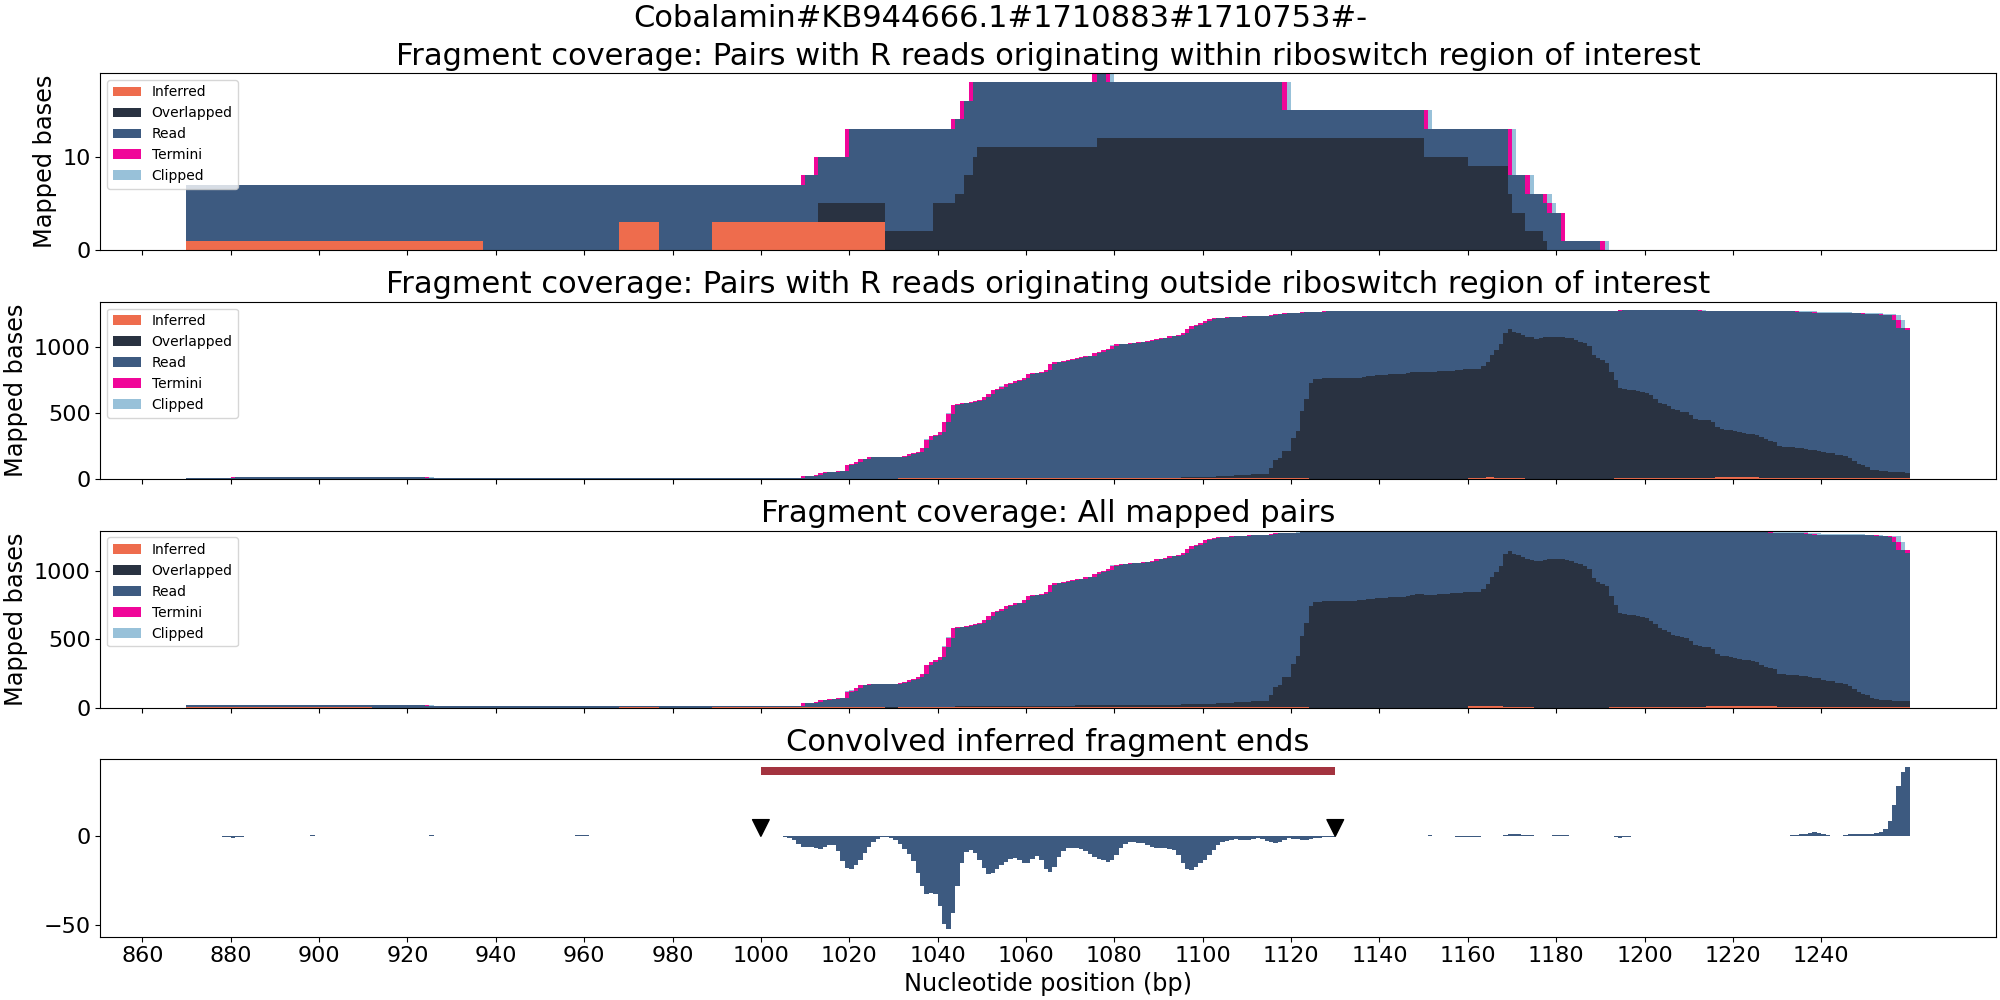 Cobalamin#KB944666.1#1710883#1710753#-
Fragment coverage: Pairs with R reads originating within riboswitch region of interest
Mapped bases
10
0
Inferred
Overlapped
Read
Termini
Clipped
Fragment coverage: Pairs with R reads originating outside riboswitch region of interest
Mapped bases
1000
500
0
Inferred
Overlapped
Read
Termini
Clipped
Fragment coverage: All mapped pairs
Mapped bases
1000
500
0
Inferred
Overlapped
Read
Termini
Clipped
Convolved inferred fragment ends
0
−50
860 880 900 920 940 960 980 1000 1020 1040 1060 1080 1100 1120 1140 1160 1180 1200 1220 1240
Nucleotide position (bp)